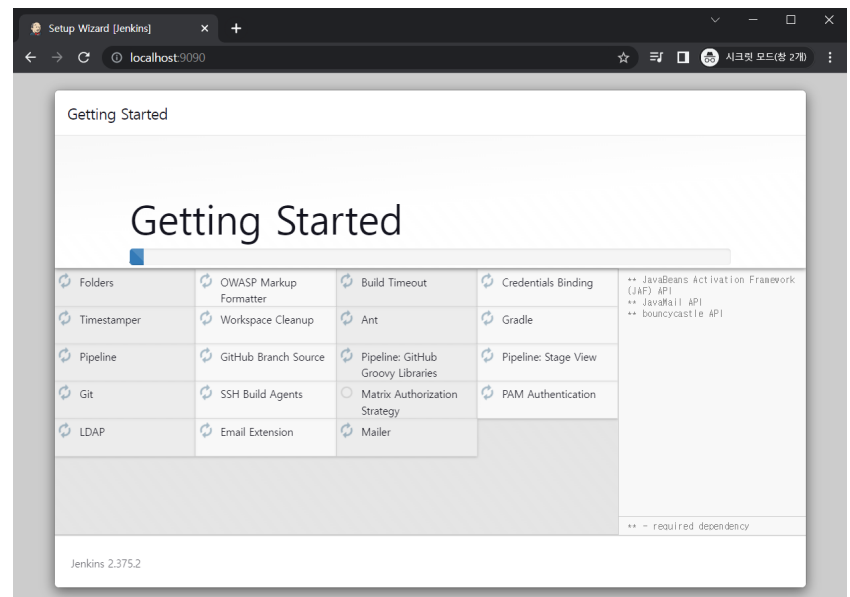 Setup Wizard [Jenkins]
localhost:9090
시크릿 모드(창 2개)
Getting Started
Getting Started
Folders
OWASP Markup
Formatter
Build Timeout
Credentials Binding
** JavaBeans Activation Framework
(JAF) API
** JavaMail API
** bouncycastle API
Timestamper
Workspace Cleanup
Ant
Gradle
Pipeline
GitHub Branch Source
Pipeline: GitHub
Groovy Libraries
Pipeline: Stage View
Git
SSH Build Agents
Matrix Authorization
Strategy
PAM Authentication
LDAP
Email Extension
Mailer
** - required dependency
Jenkins 2.375.2